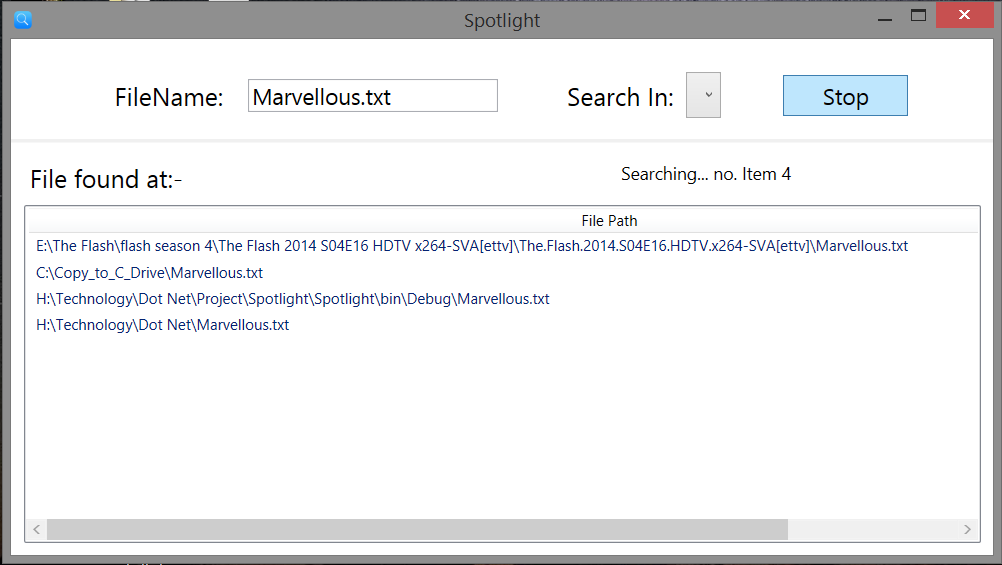 Spotlight
FileName: Marvellous.txt Search In: Stop
File found at:- Searching... no. Item 4
File Path
E:\The Flash\flash season 4\The Flash 2014 S04E16 HDTV x264-SVA[ettv]\The.Flash.2014.S04E16.HDTV.x264-SVA[ettv]\Marvellous.txt
C:\Copy_to_C_Drive\Marvellous.txt
H:\Technology\Dot Net\Project\Spotlight\Spotlight\bin\Debug\Marvellous.txt
H:\Technology\Dot Net\Marvellous.txt